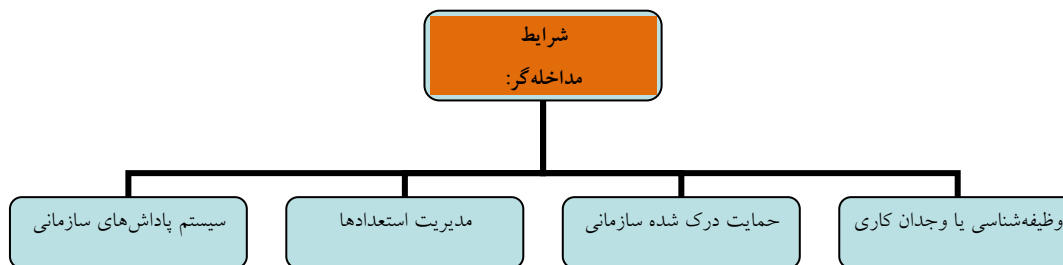 شرایط
مداخله‌گر:
وظیفه‌شناسی یا وجدان کاری
حمایت درک شده سازمانی
مدیریت استعدادها
سیستم پاداش‌های سازمانی